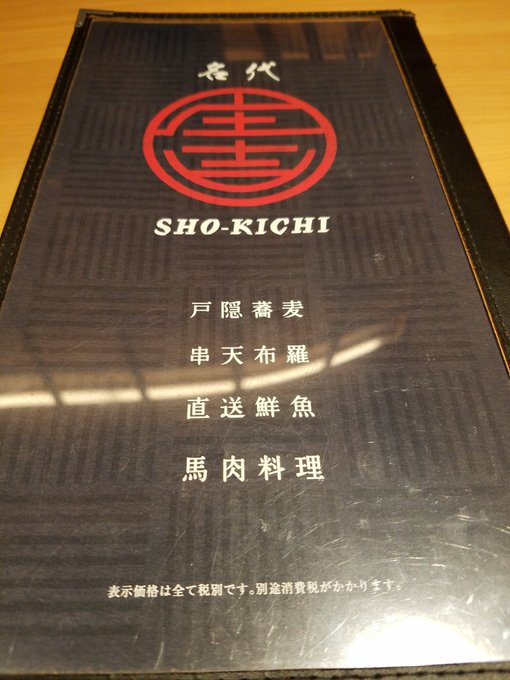 名代
SHO-KICHI
戸隠蕎麦
串天布羅
直送鮮魚
馬肉料理
表示価格は全て税別です。別途消費税がかかります。